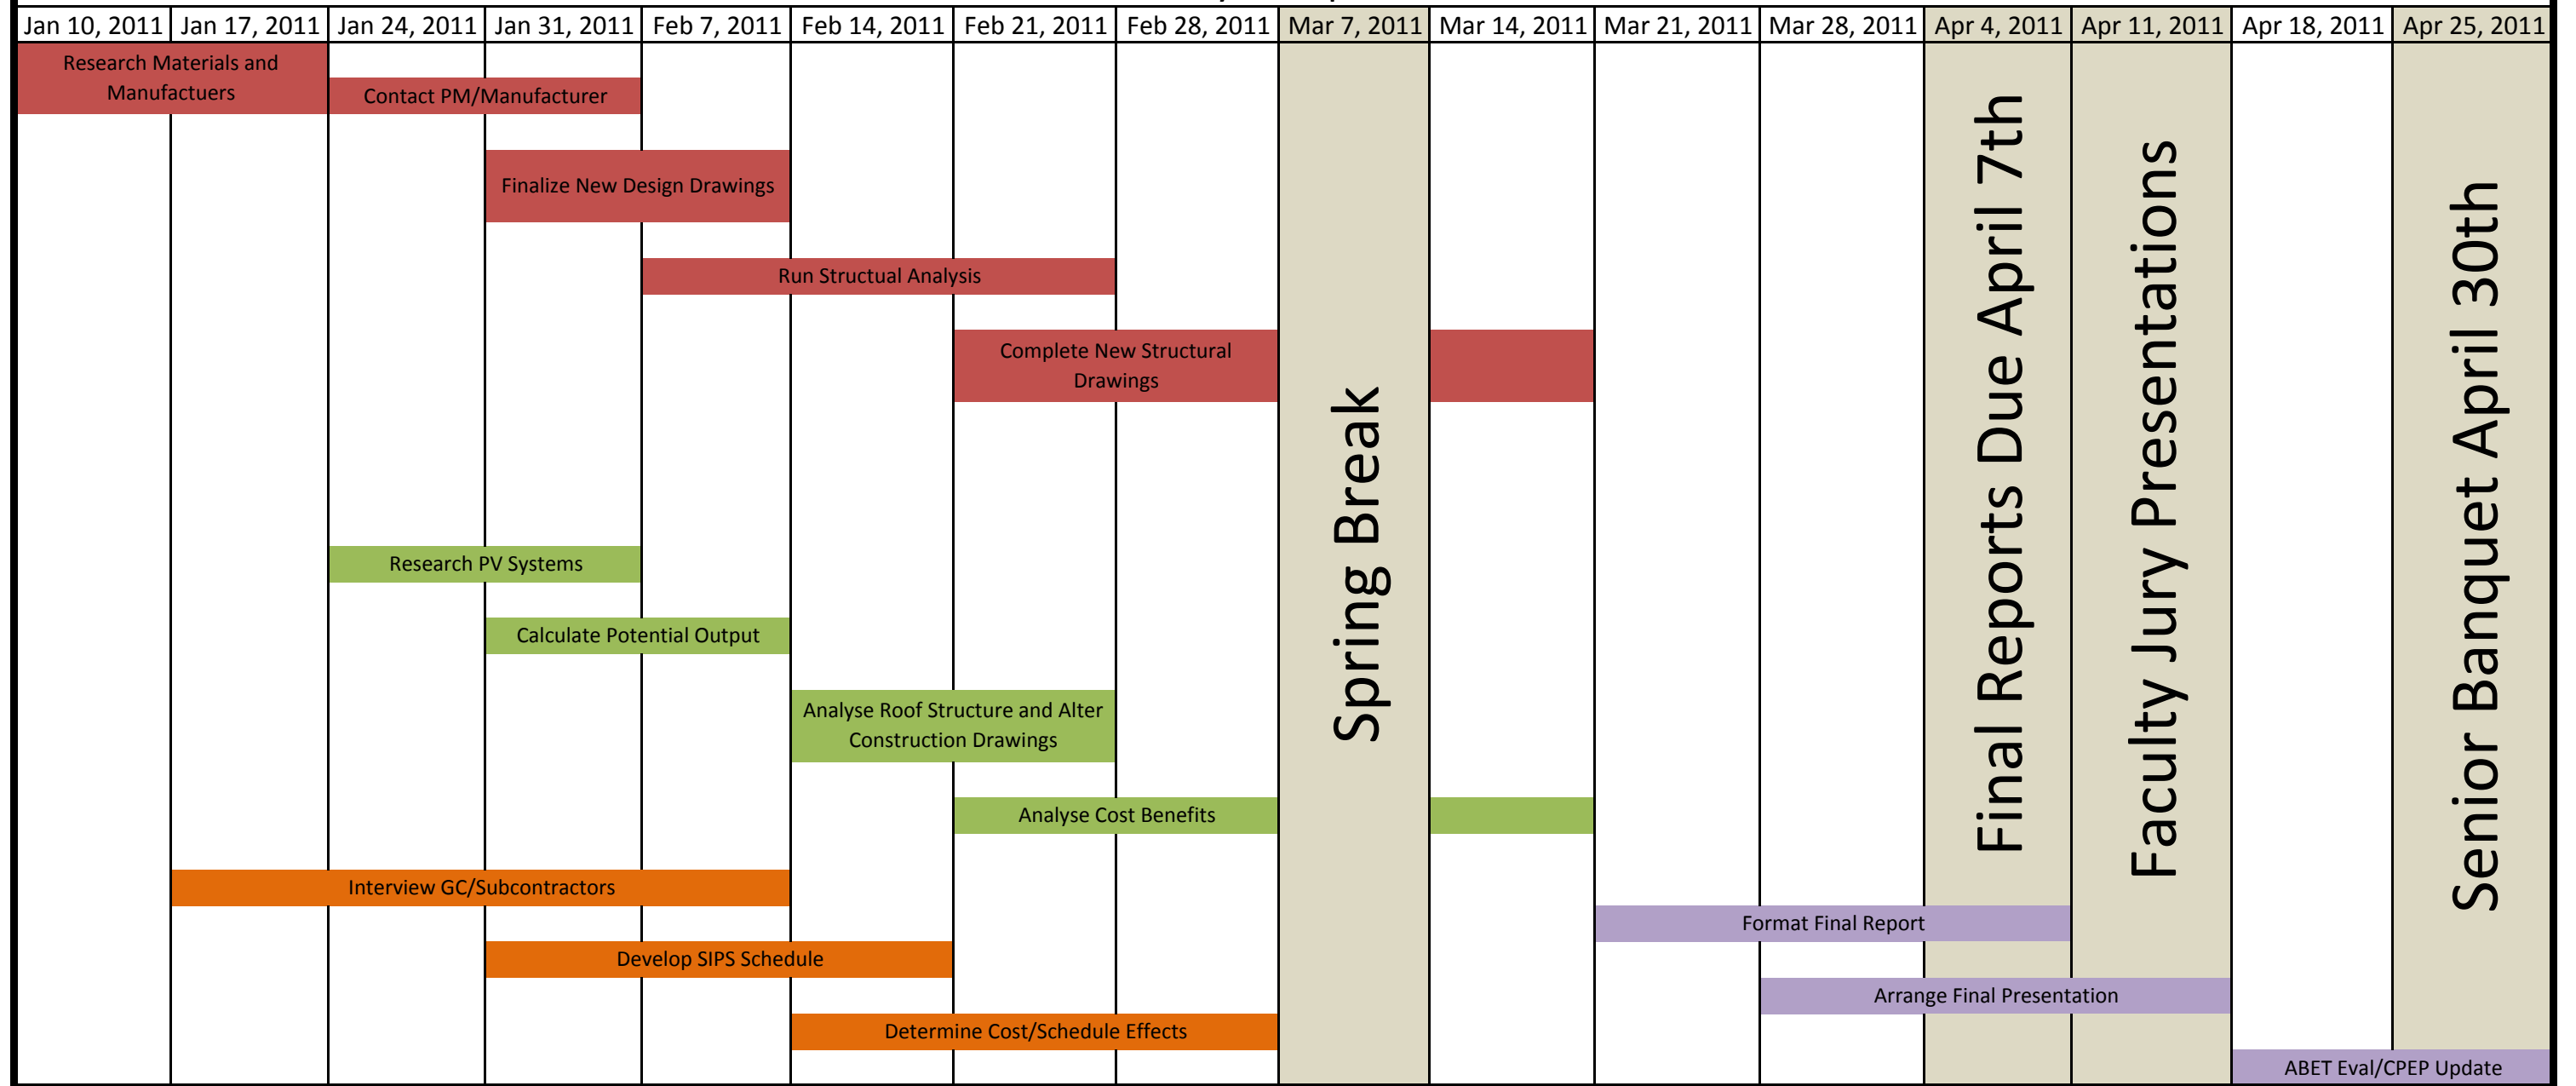 Jan 10, 2011 Jan 17, 2011 Jan 24, 2011 Jan 31, 2011 Feb 7, 2011 Feb 14, 2011 Feb 21, 2011 Feb 28, 2011 Mar 7, 2011 Mar 14, 2011 Mar 21, 2011 Mar 28, 2011 Apr 4, 2011 Apr 11, 2011 Apr 18, 2011 Apr 25, 2011
Research Materials and
Manufactuers
Contact PM/Manufacturer
Finalize New Design Drawings
Run Structual Analysis
Complete New Structural
Drawings
Research PV Systems
Calculate Potential Output
Analyse Roof Structure and Alter
Construction Drawings
Analyse Cost Benefits
Interview GC/Subcontractors
Format Final Report
Develop SIPS Schedule
Arrange Final Presentation
Determine Cost/Schedule Effects
ABET Eval/CPEP Update
Spring Break
Final Reports Due April 7th
Faculty Jury Presentations
Senior Banquet April 30th